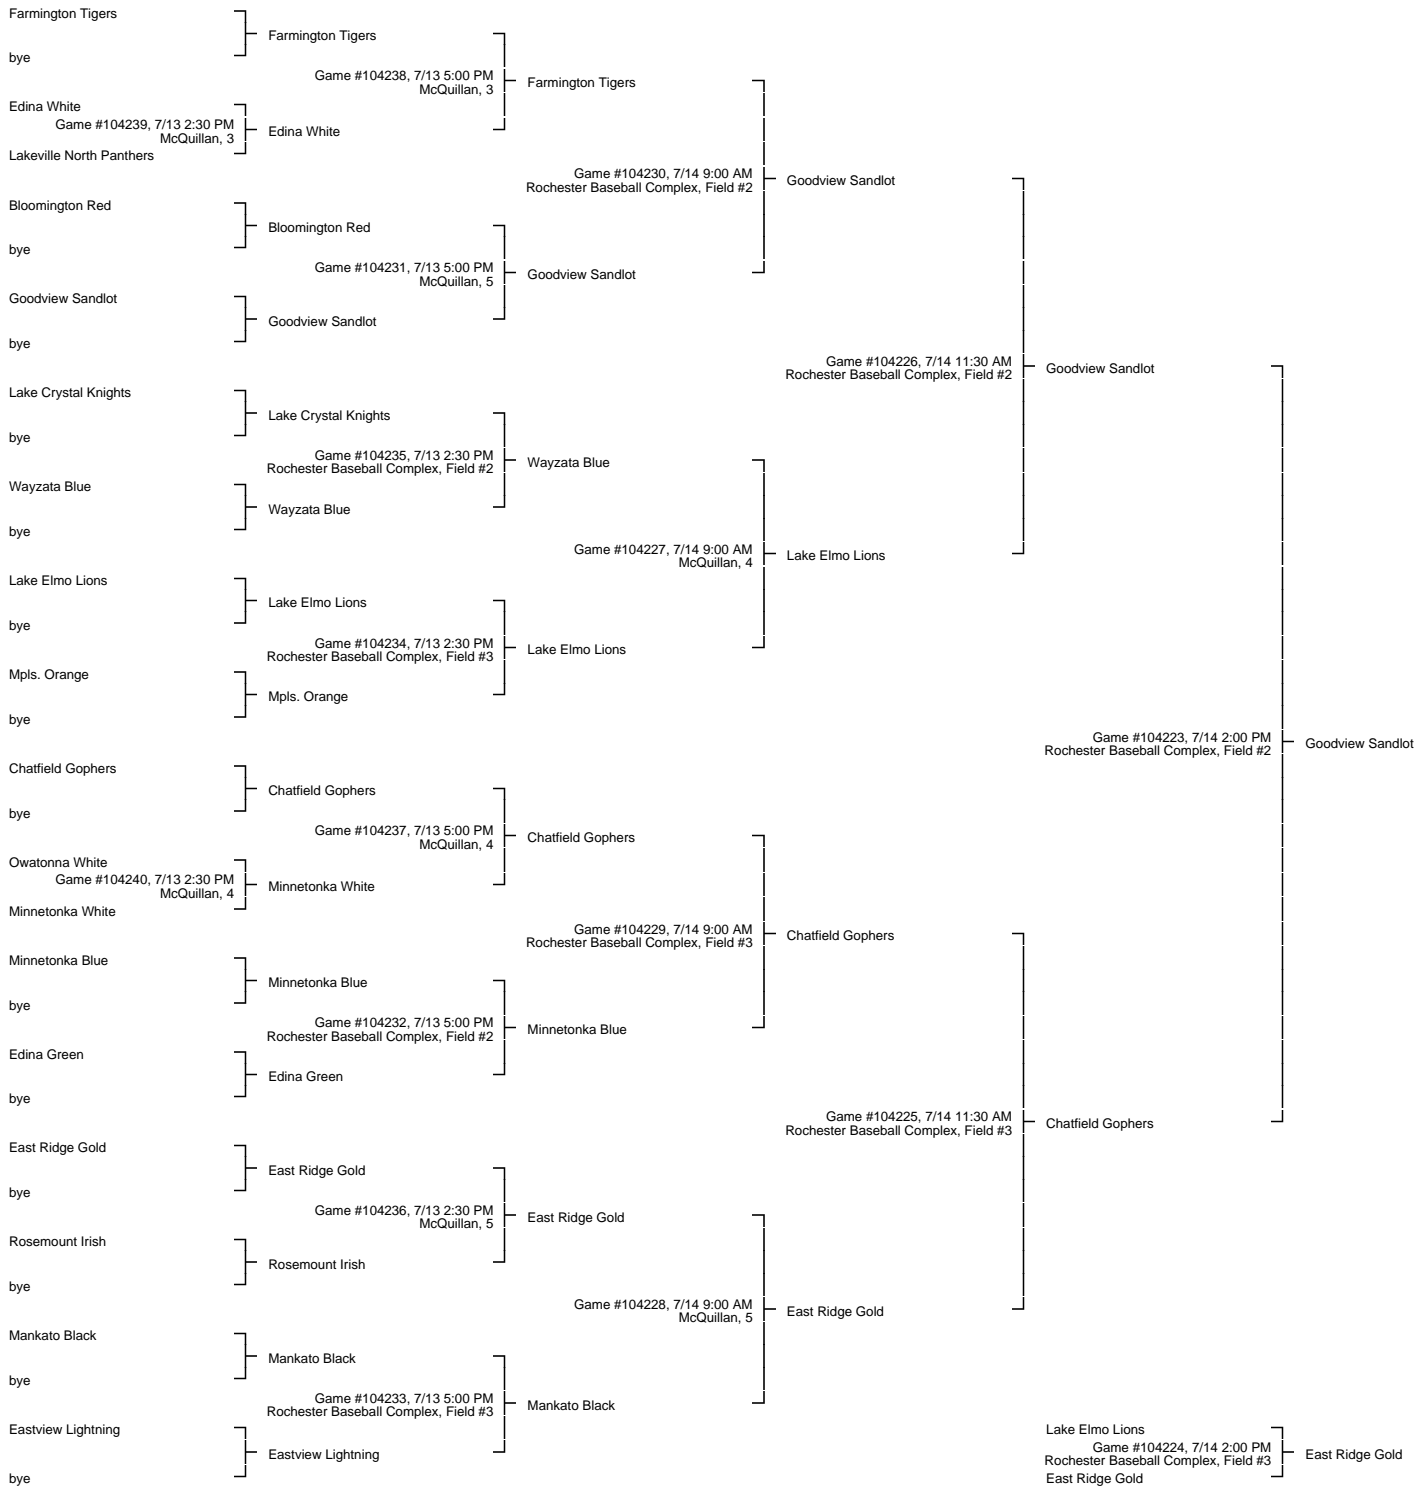 Farmington Tigers
bye
Edina White
Game #104239, 7/13 2:30 PM
McQuillan, 3
Lakeville North Panthers
Bloomington Red
bye
Goodview Sandlot
bye
Lake Crystal Knights
bye
Wayzata Blue
bye
Lake Elmo Lions
bye
Mpls. Orange
bye
Chatfield Gophers
bye
Owatonna White
Game #104240, 7/13 2:30 PM
McQuillan, 4
Minnetonka White
Minnetonka Blue
bye
Edina Green
bye
East Ridge Gold
bye
Rosemount Irish
bye
Mankato Black
bye
Eastview Lightning
bye
Farmington Tigers
Game #104238, 7/13 5:00 PM
McQuillan, 3
Edina White
Bloomington Red
Game #104231, 7/13 5:00 PM
McQuillan, 5
Goodview Sandlot
Lake Crystal Knights
Game #104235, 7/13 2:30 PM
Rochester Baseball Complex, Field #2
Wayzata Blue
Lake Elmo Lions
Game #104234, 7/13 2:30 PM
Rochester Baseball Complex, Field #3
Mpls. Orange
Chatfield Gophers
Game #104237, 7/13 5:00 PM
McQuillan, 4
Minnetonka White
Minnetonka Blue
Game #104232, 7/13 5:00 PM
Rochester Baseball Complex, Field #2
Edina Green
East Ridge Gold
Game #104236, 7/13 2:30 PM
McQuillan, 5
Rosemount Irish
Mankato Black
Game #104233, 7/13 5:00 PM
Rochester Baseball Complex, Field #3
Eastview Lightning
Farmington Tigers
Game #104230, 7/14 9:00 AM
Rochester Baseball Complex, Field #2
Goodview Sandlot
Wayzata Blue
Game #104227, 7/14 9:00 AM
McQuillan, 4
Lake Elmo Lions
Chatfield Gophers
Game #104229, 7/14 9:00 AM
Rochester Baseball Complex, Field #3
Minnetonka Blue
East Ridge Gold
Game #104228, 7/14 9:00 AM
McQuillan, 5
Mankato Black
Goodview Sandlot
Game #104226, 7/14 11:30 AM
Rochester Baseball Complex, Field #2
Lake Elmo Lions
Chatfield Gophers
Game #104225, 7/14 11:30 AM
Rochester Baseball Complex, Field #3
East Ridge Gold
Goodview Sandlot
Game #104223, 7/14 2:00 PM
Rochester Baseball Complex, Field #2
Chatfield Gophers
Goodview Sandlot
Lake Elmo Lions
Game #104224, 7/14 2:00 PM
Rochester Baseball Complex, Field #3
East Ridge Gold
East Ridge Gold